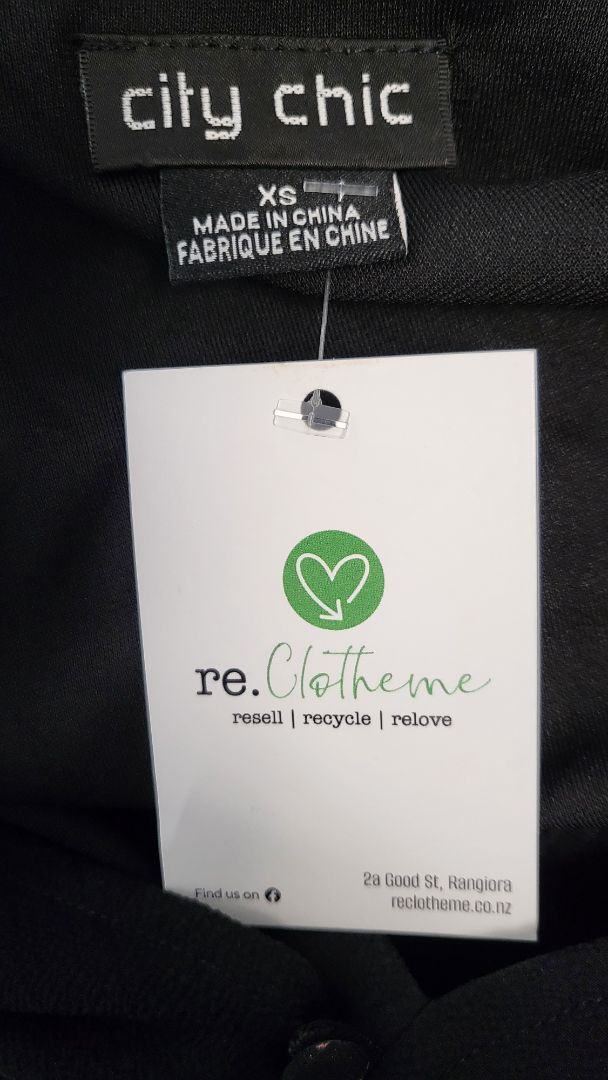 city chic
XS
MADE IN CHINA
FABRIQUE EN CHINE
re.Clotheme
resell | recycle | relove
Find us on
2a Good St, Rangiora
reclotheme.co.nz